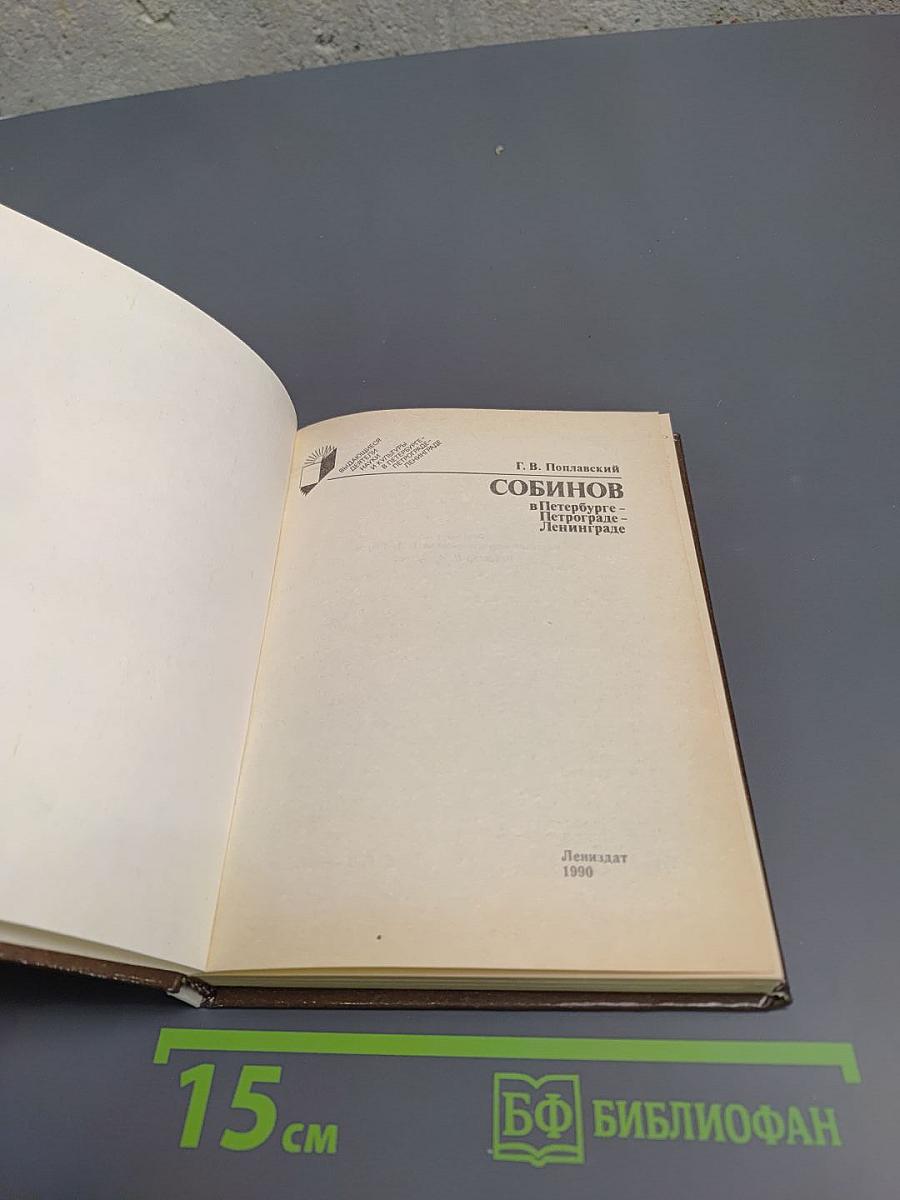 ВЫДАЮЩИЕСЯ
ДЕЯТЕЛИ
НАУКИ
И КУЛЬТУРЫ
В ПЕТЕРБУРГЕ–
ПЕТРОГРАДЕ–
ЛЕНИНГРАДЕ
Г. В. Поплавский
СОБИНОВ
в Петербурге –
Петрограде –
Ленинграде
Лениздат
1990
15 см
БФ БИБЛИОФАН